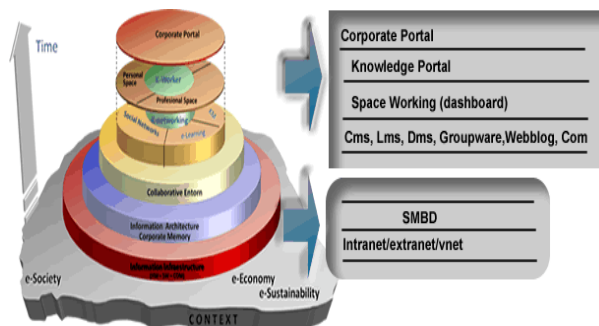 Time
Corporate Portal
Personal
Space
E-Worker
Profesional Space
E-networking
Social Networks
e-Learning
Collaborative Entorn
Information Architecture
Corporate Memory
Information Infraestructure
e-Society
e-Economy
e-Sustainability
CONTEXT
Corporate Portal
Knowledge Portal
Space Working (dashboard)
Cms, Lms, Dms, Groupware,Webblog, Com
SMBD
Intranet/extranet/vnet